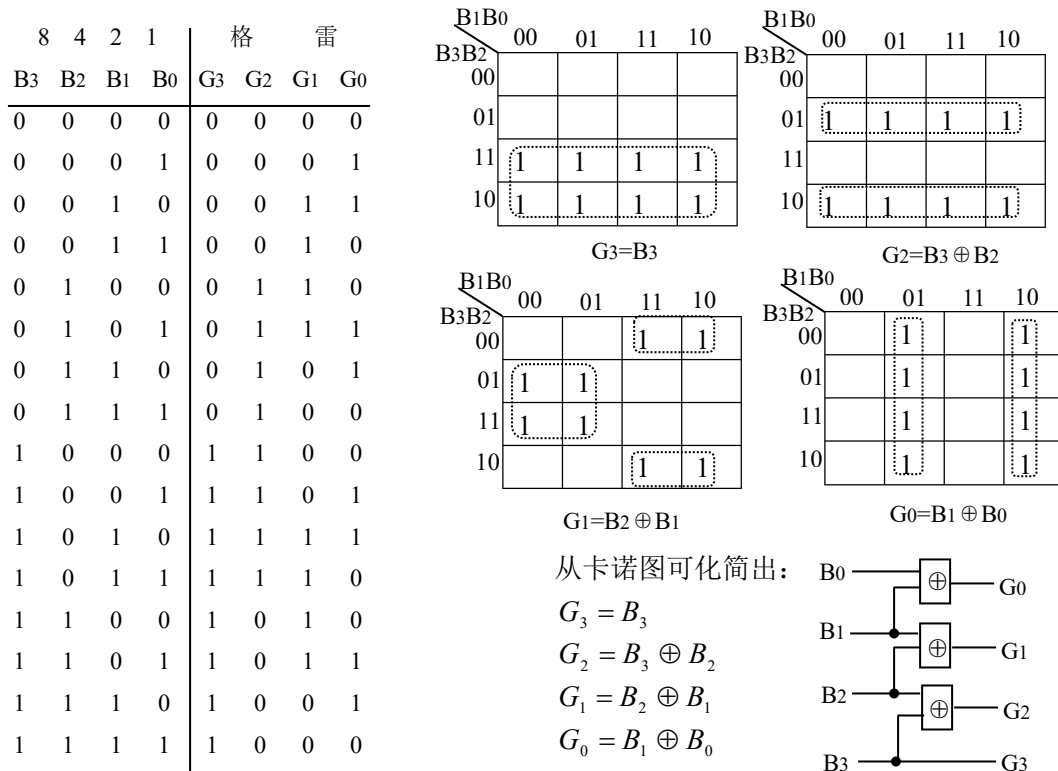 8 4 2 1 格 雷
B3 B2 B1 B0 G3 G2 G1 G0
0 0 0 0 0 0 0 0
0 0 0 1 0 0 0 1
0 0 1 0 0 0 1 1
0 0 1 1 0 0 1 0
0 1 0 0 0 1 1 0
0 1 0 1 0 1 1 1
0 1 1 0 0 1 0 1
0 1 1 1 0 1 0 0
1 0 0 0 1 1 0 0
1 0 0 1 1 1 0 1
1 0 1 0 1 1 1 1
1 0 1 1 1 1 1 0
1 1 0 0 1 0 1 0
1 1 0 1 1 0 1 1
1 1 1 0 1 0 0 1
1 1 1 1 1 0 0 0
B1B0
00 01 11 10
B3B2
00
01
11 1 1 1 1
10 1 1 1 1
G3=B3
B1B0
00 01 11 10
B3B2
00
01 1 1 1 1
11
10 1 1 1 1
G2=B3⊕B2
B1B0
00 01 11 10
B3B2
00 1 1
01 1 1
11 1 1
10 1 1
G1=B2⊕B1
B1B0
00 01 11 10
B3B2
00 1 1
01 1 1
11 1 1
10 1 1
G0=B1⊕B0
从卡诺图可化简出：
G₃ = B₃
G₂ = B₃ ⊕ B₂
G₁ = B₂ ⊕ B₁
G₀ = B₁ ⊕ B₀
B0 ⊕ G0
B1 ⊕ G1
B2 ⊕ G2
B3 G3